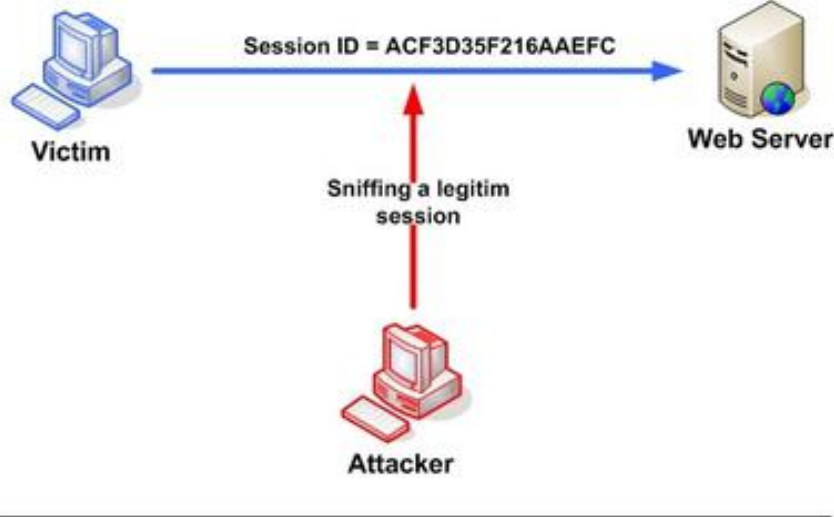 Session ID = ACF3D35F216AAEFC
Victim
Web Server
Sniffing a legitim
session
Attacker